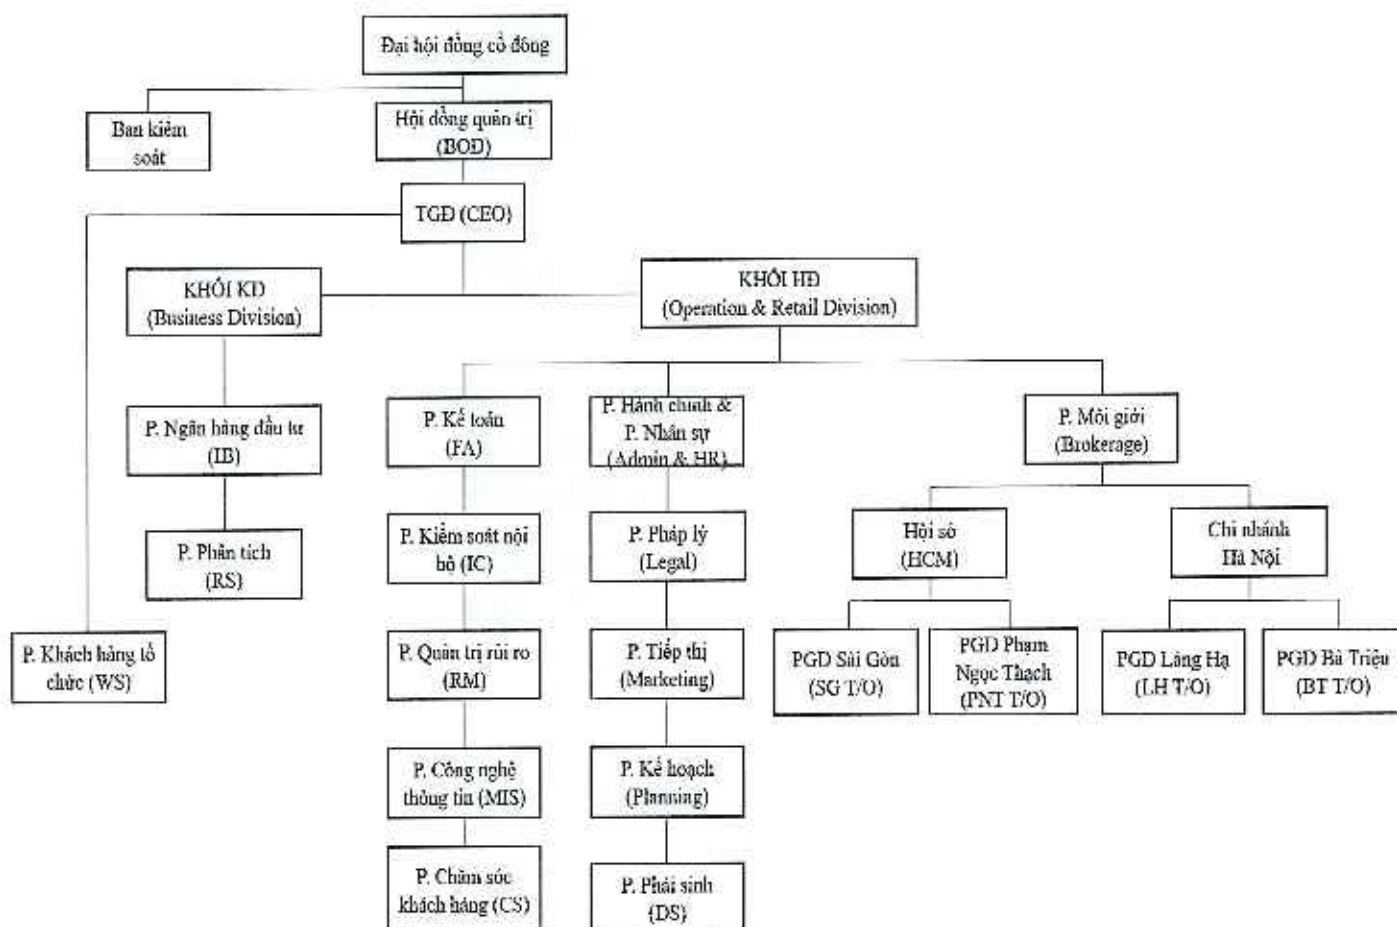 Đại hội đồng cổ đông
Ban kiểm
soát
Hội đồng quản trị
(BOD)
TGĐ (CEO)
KHỐI KD
(Business Division)
KHỐI HĐ
(Operation & Retail Division)
P. Ngân hàng đầu tư
(IB)
P. Kế toán
(FA)
P. Hành chính &
P. Nhân sự
(Admin & HR)
P. Môi giới
(Brokerage)
P. Phân tích
(RS)
P. Kiểm soát nội
bộ (IC)
P. Pháp lý
(Legal)
Hội sở
(HCM)
Chi nhánh
Hà Nội
P. Khách hàng tổ
chức (WS)
P. Quản trị rủi ro
(RM)
P. Tiếp thị
(Marketing)
PGD Sài Gòn
(SG T/O)
PGD Phạm
Ngọc Thạch
(PNT T/O)
PGD Láng Hạ
(LH T/O)
PGD Bà Triệu
(BT T/O)
P. Công nghệ
thông tin (MIS)
P. Kế hoạch
(Planning)
P. Chăm sóc
khách hàng (CS)
P. Phái sinh
(DS)